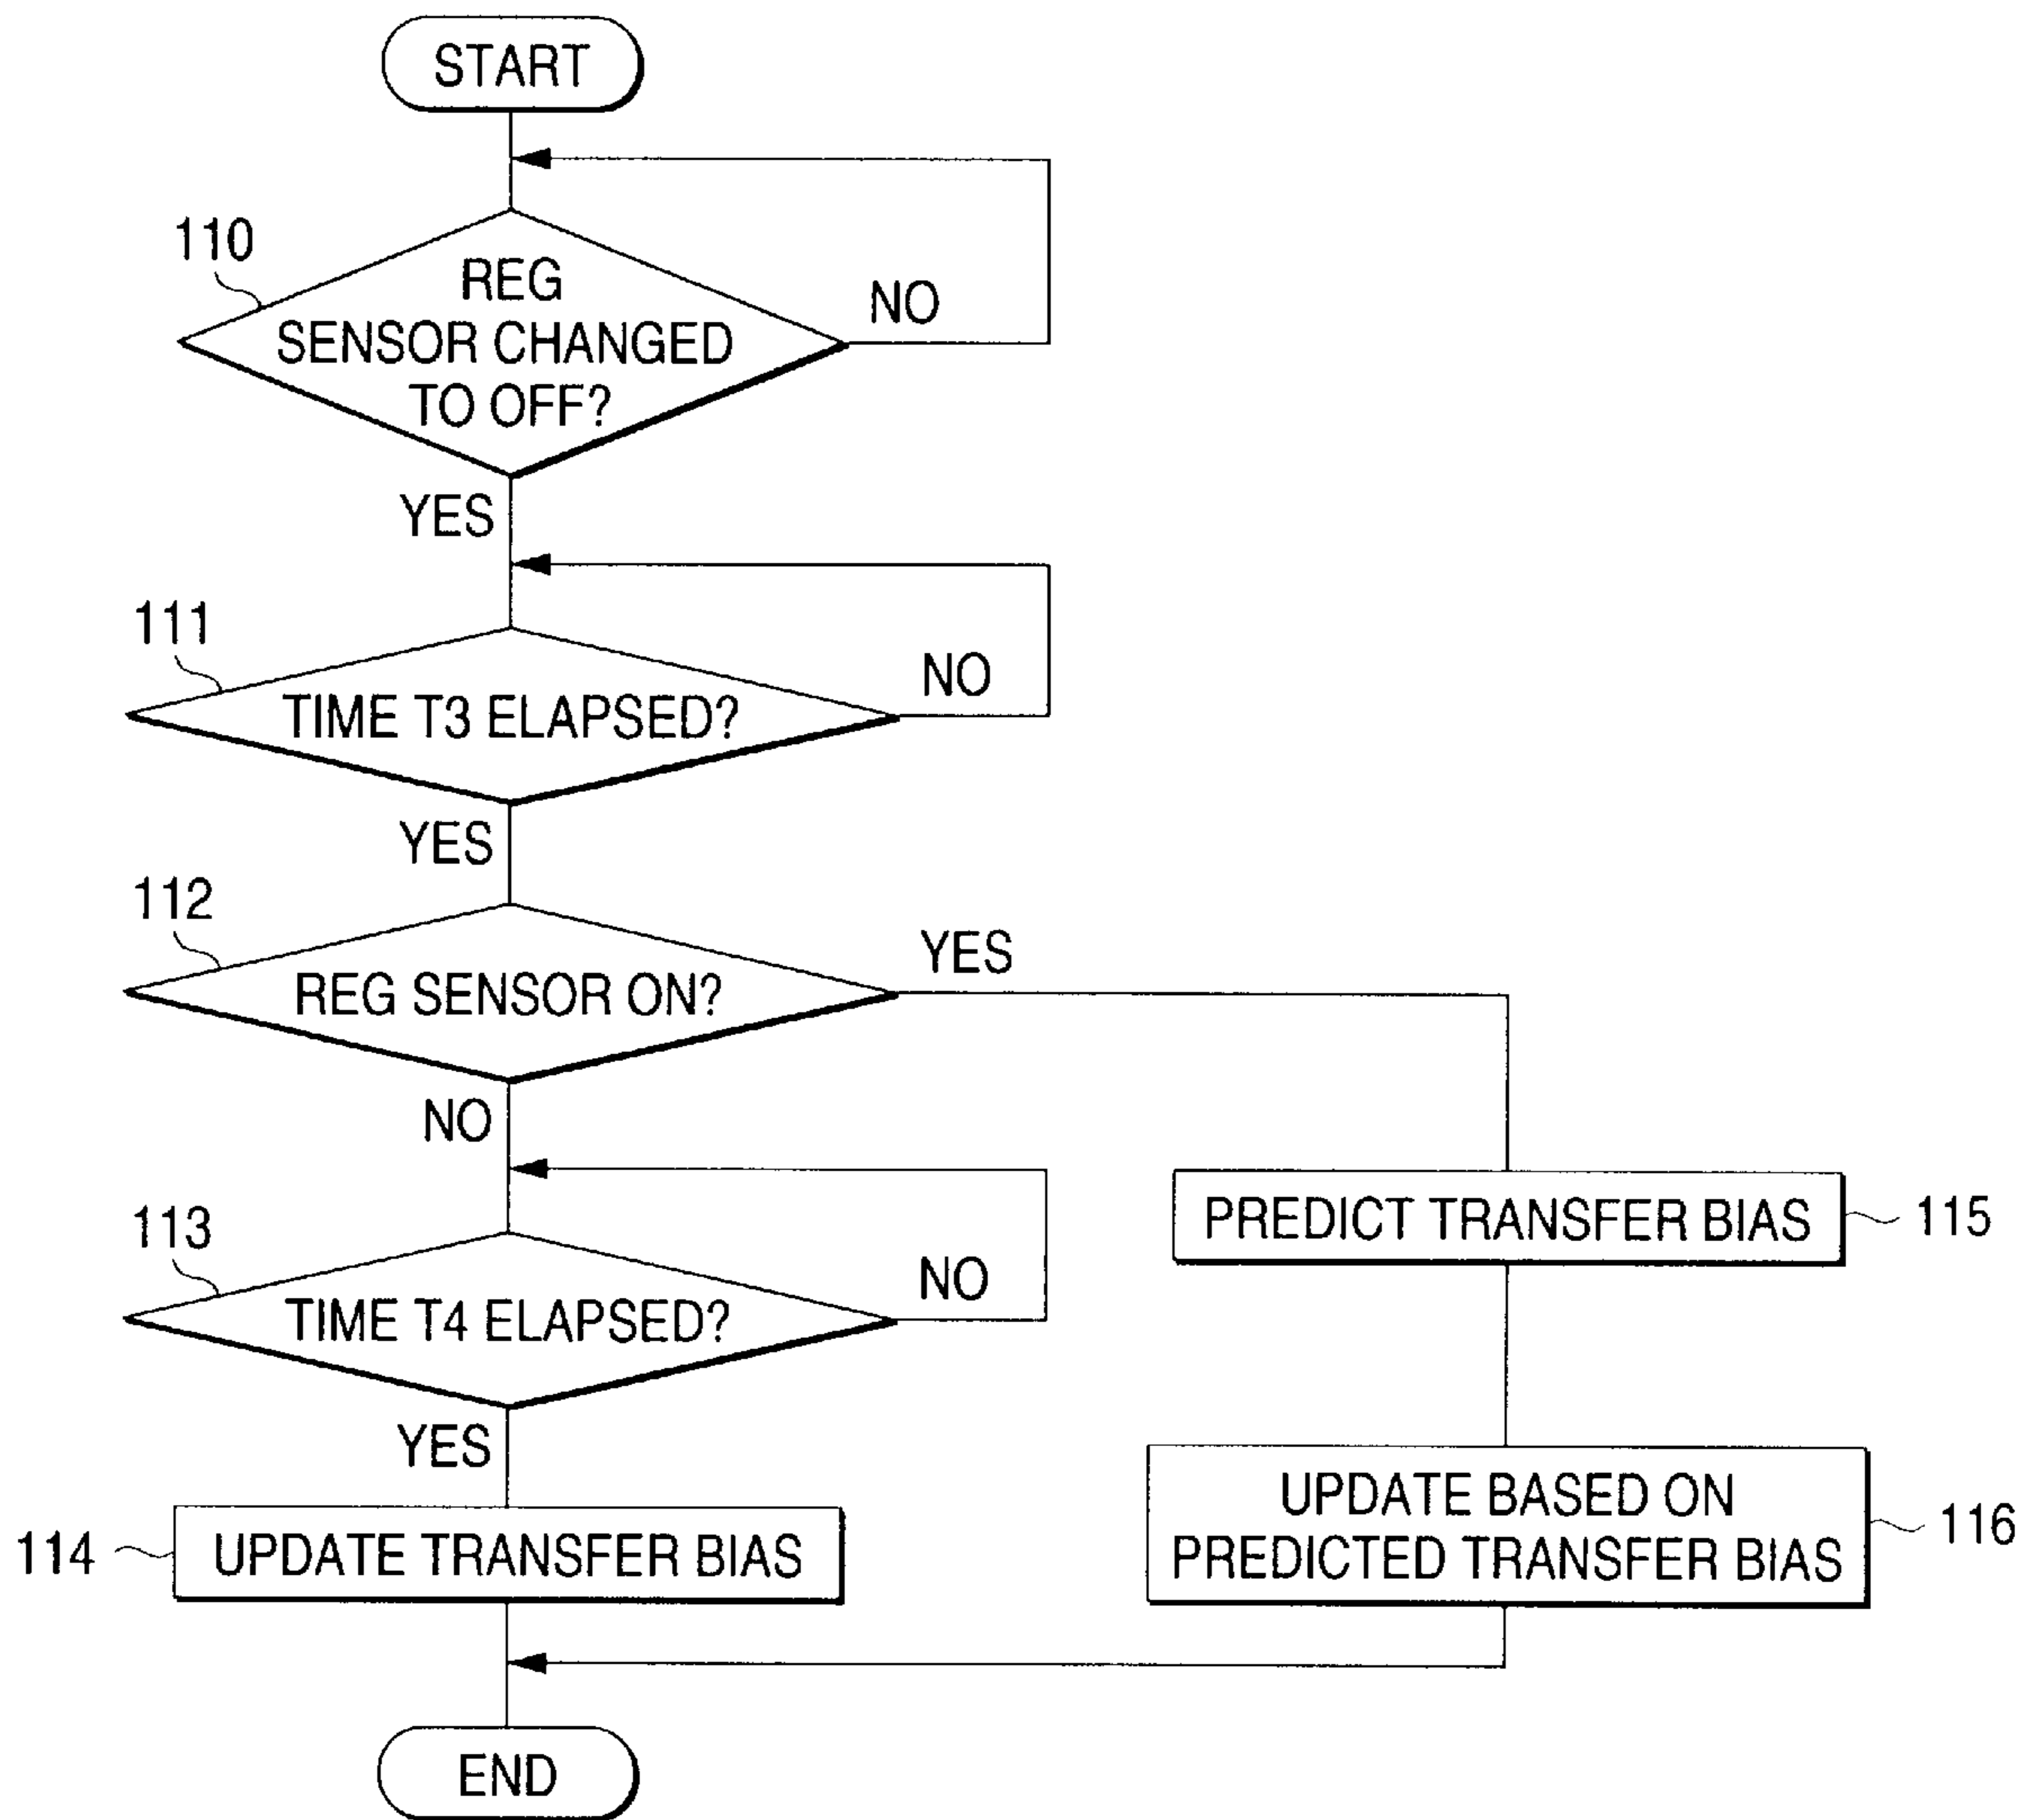 START
110
REG
SENSOR CHANGED
TO OFF?
NO
YES
111
TIME T3 ELAPSED?
NO
YES
112
REG SENSOR ON?
YES
NO
113
TIME T4 ELAPSED?
NO
YES
114
UPDATE TRANSFER BIAS
PREDICT TRANSFER BIAS
115
UPDATE BASED ON
PREDICTED TRANSFER BIAS
116
END